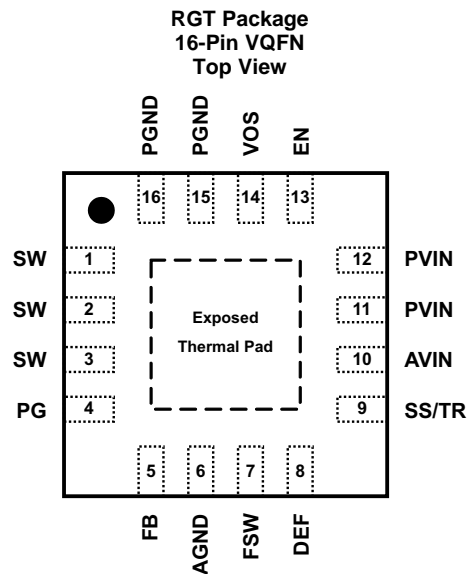 RGT Package
16-Pin VQFN
Top View
PGND
PGND
VOS
EN
16
15
14
13
SW
1
12
PVIN
SW
2
11
PVIN
SW
3
10
AVIN
PG
4
9
SS/TR
Exposed
Thermal Pad
5
6
7
8
FB
AGND
FSW
DEF